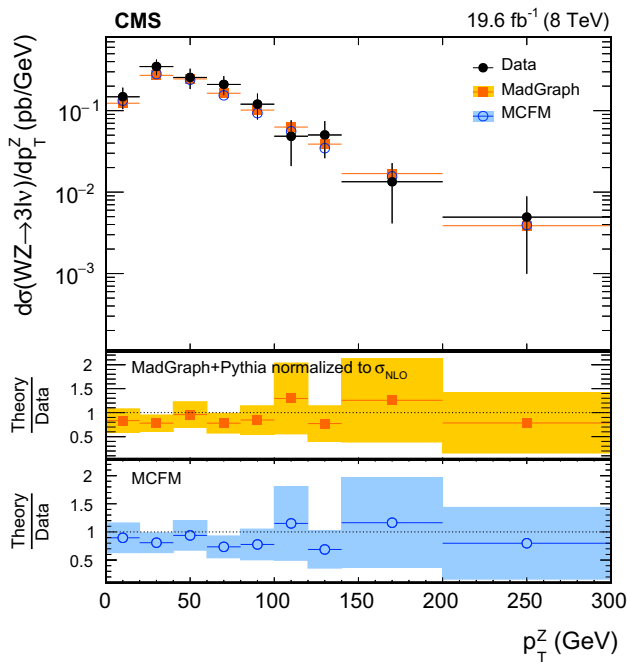 CMS 19.6 fb⁻¹ (8 TeV)
Data
MadGraph
MCFM
dσ(WZ→3lν)/dp_T^Z (pb/GeV)
10⁻¹
10⁻²
10⁻³
MadGraph+Pythia normalized to σ_NLO
Theory
Data
2
1.5
1
0.5
MCFM
Theory
Data
2
1.5
1
0.5
0 50 100 150 200 250 300
p_T^Z (GeV)